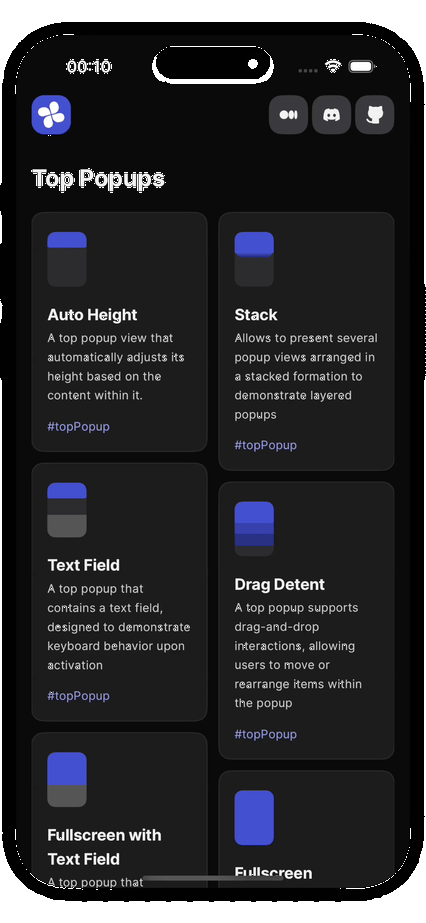 00:10
Top Popups
Auto Height
A top popup view that
automatically adjusts its
height based on the
content within it.
#topPopup
Stack
Allows to present several
popup views arranged in
a stacked formation to
demonstrate layered
popups
#topPopup
Text Field
A top popup that
contains a text field,
designed to demonstrate
keyboard behavior upon
activation
#topPopup
Drag Detent
A top popup supports
drag-and-drop
interactions, allowing
users to move or
rearrange items within
the popup
#topPopup
Fullscreen with
Text Field
A top popup that
Fullscreen